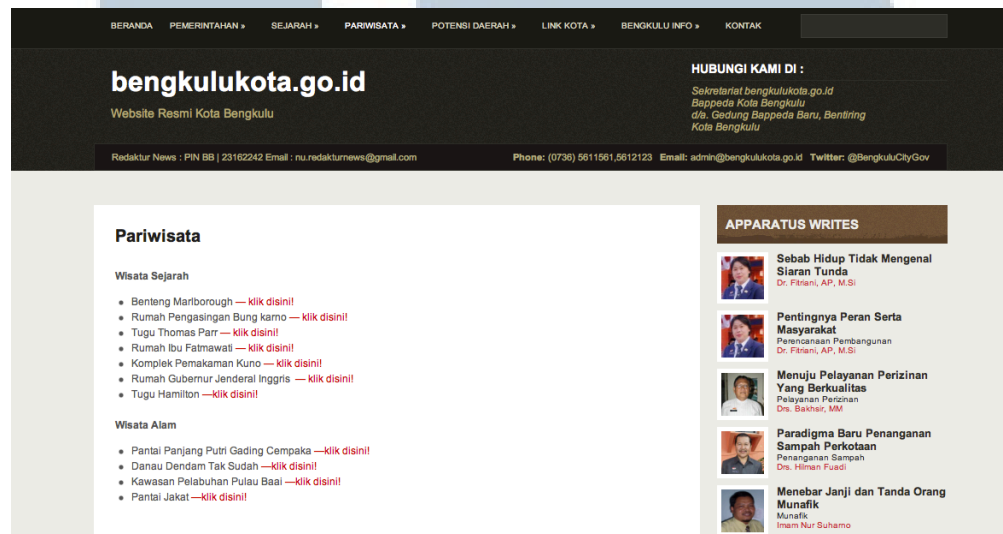 BERANDA PEMERINTAHAN » SEJARAH » PARIWISATA » POTENSI DAERAH » LINK KOTA » BENGKULU INFO » KONTAK
bengkulukota.go.id
Website Resmi Kota Bengkulu
HUBUNGI KAMI DI :
Sekretariat bengkulukota.go.id
Bappeda Kota Bengkulu
d/a. Gedung Bappeda Baru, Bentiring
Kota Bengkulu
Redaktur News : PIN BB | 23162242 Email : nu.redakturnews@gmail.com
Phone: (0736) 5611561,5612123 Email: admin@bengkulukota.go.id Twitter: @BengkuluCityGov
Pariwisata
Wisata Sejarah
Benteng Marlborough — klik disini!
Rumah Pengasingan Bung karno — klik disini!
Tugu Thomas Parr — klik disini!
Rumah Ibu Fatmawati — klik disini!
Komplek Pemakaman Kuno — klik disini!
Rumah Gubernur Jenderal Inggris — klik disini!
Tugu Hamilton —klik disini!
Wisata Alam
Pantai Panjang Putri Gading Cempaka —klik disini!
Danau Dendam Tak Sudah —klik disini!
Kawasan Pelabuhan Pulau Baai —klik disini!
Pantai Jakat —klik disini!
APPARATUS WRITES
Sebab Hidup Tidak Mengenal
Siaran Tunda
Dr. Fitriani, AP, M.Si
Pentingnya Peran Serta
Masyarakat
Perencanaan Pembangunan
Dr. Fitriani, AP, M.Si
Menuju Pelayanan Perizinan
Yang Berkualitas
Pelayanan Perizinan
Drs. Bakhsir, MM
Paradigma Baru Penanganan
Sampah Perkotaan
Penanganan Sampah
Drs. Hilman Fuadi
Menebar Janji dan Tanda Orang
Munafik
Munafik
Imam Nur Suharno